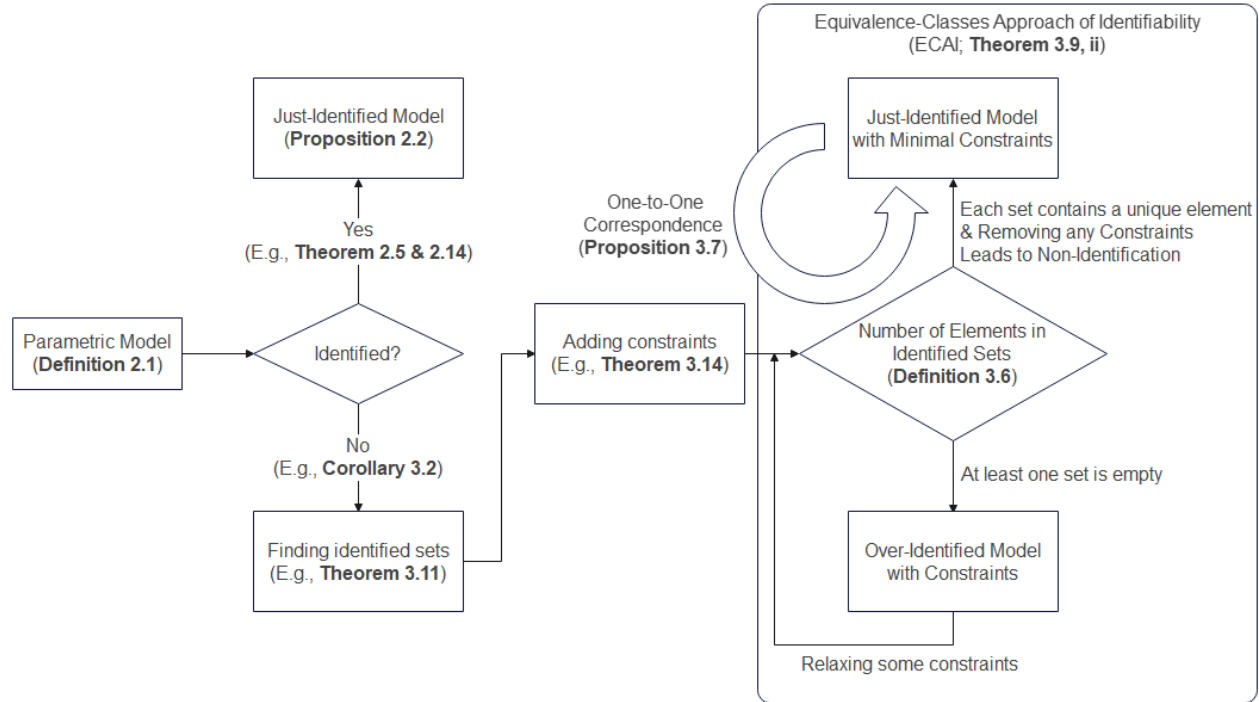 Equivalence-Classes Approach of Identifiability
(ECAI; Theorem 3.9, ii)
Just-Identified Model
(Proposition 2.2)
Just-Identified Model
with Minimal Constraints
One-to-One
Correspondence
(Proposition 3.7)
Each set contains a unique element
& Removing any Constraints
Leads to Non-Identification
Yes
(E.g., Theorem 2.5 & 2.14)
Parametric Model
(Definition 2.1)
Identified?
Adding constraints
(E.g., Theorem 3.14)
Number of Elements in
Identified Sets
(Definition 3.6)
No
(E.g., Corollary 3.2)
At least one set is empty
Finding identified sets
(E.g., Theorem 3.11)
Over-Identified Model
with Constraints
Relaxing some constraints